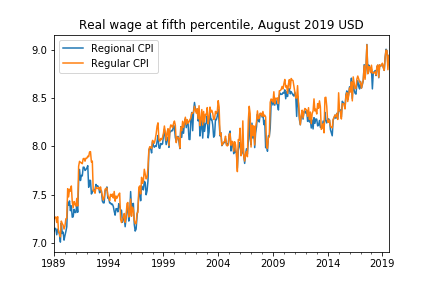 Real wage at fifth percentile, August 2019 USD
Regional CPI
Regular CPI
9.0
8.5
8.0
7.5
7.0
1989 1994 1999 2004 2009 2014 2019